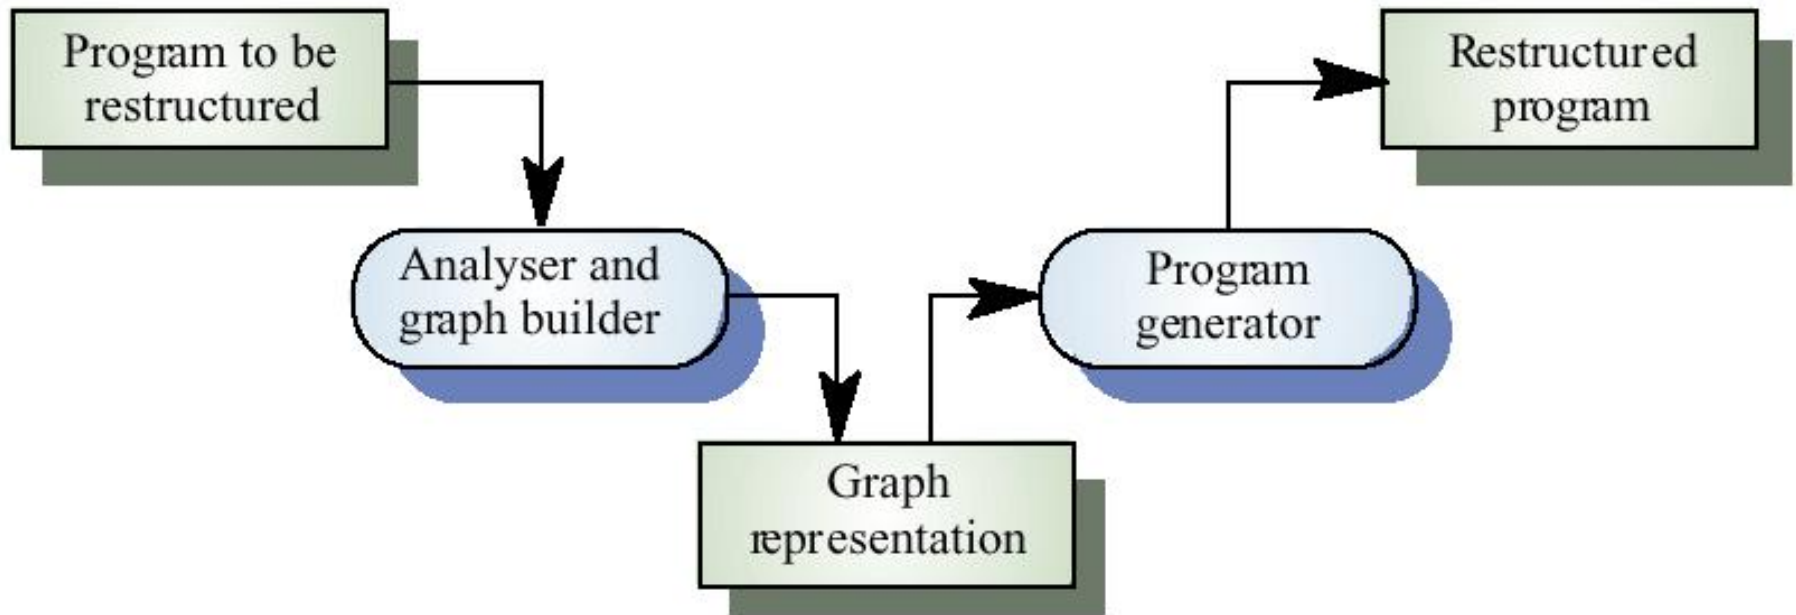 Program to be
restructured
Restructured
program
Analyser and
graph builder
Program
generator
Graph
representation